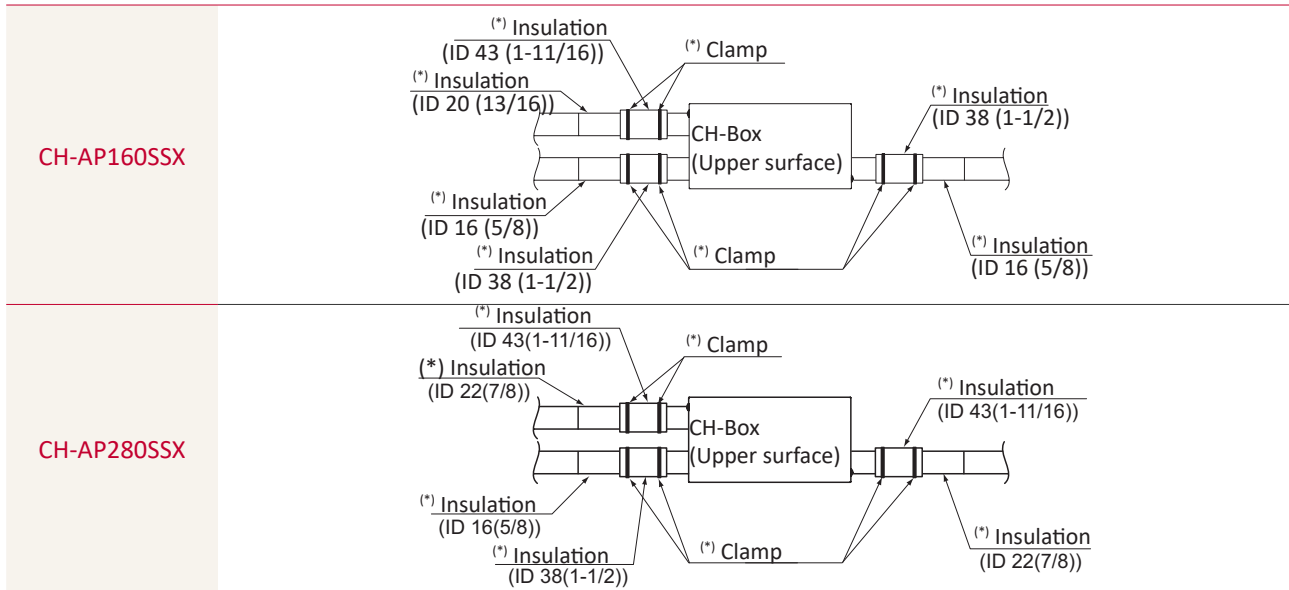 CH-AP160SSX
(*) Insulation
(ID 43 (1-11/16))
(*) Clamp
(*) Insulation
(ID 20 (13/16))
(*) Insulation
(ID 38 (1-1/2))
CH-Box
(Upper surface)
(*) Insulation
(ID 16 (5/8))
(*) Insulation
(ID 38 (1-1/2))
(*) Clamp
(*) Insulation
(ID 16 (5/8))
CH-AP280SSX
(*) Insulation
(ID 43(1-11/16))
(*) Clamp
(*) Insulation
(ID 22(7/8))
(*) Insulation
(ID 43(1-11/16))
CH-Box
(Upper surface)
(*) Insulation
(ID 16(5/8))
(*) Insulation
(ID 38(1-1/2))
(*) Clamp
(*) Insulation
(ID 22(7/8))